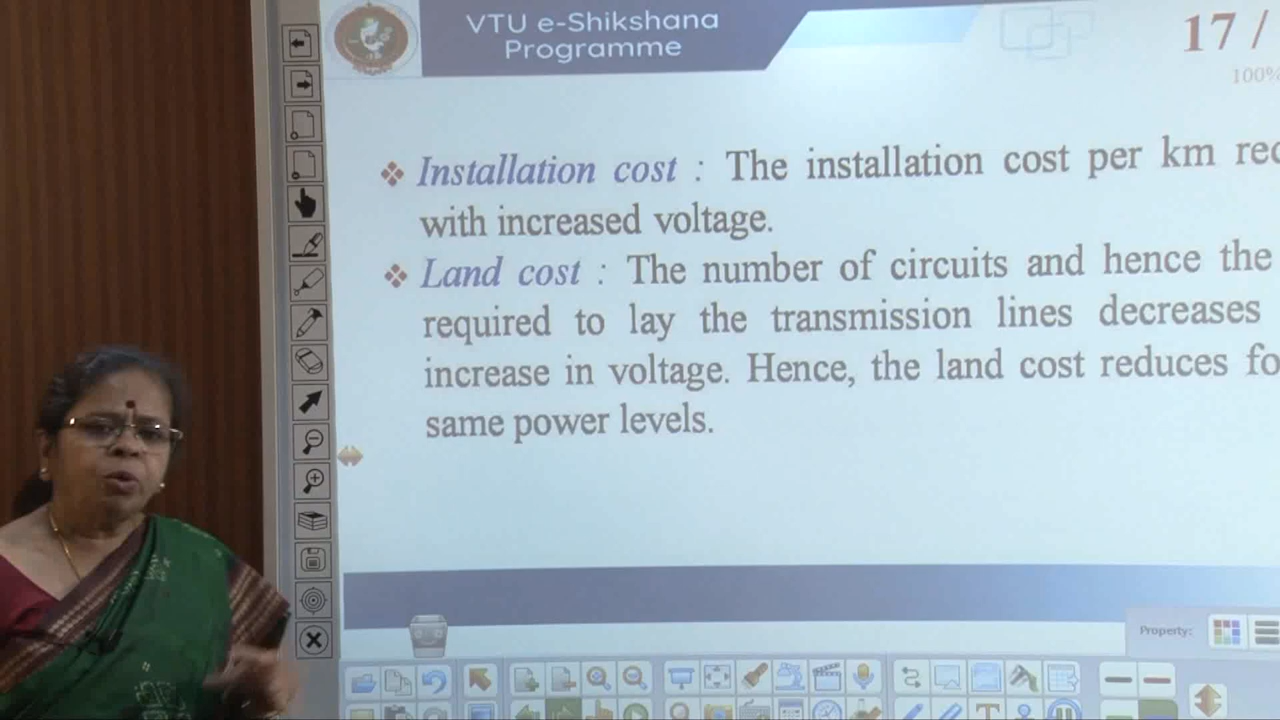 VTU e-Shikshana
Programme
17 /
100%
Installation cost : The installation cost per km
with increased voltage.
Land cost : The number of circuits and hence the
required to lay the transmission lines decreases
increase in voltage. Hence, the land cost reduces
same power levels.
Property: